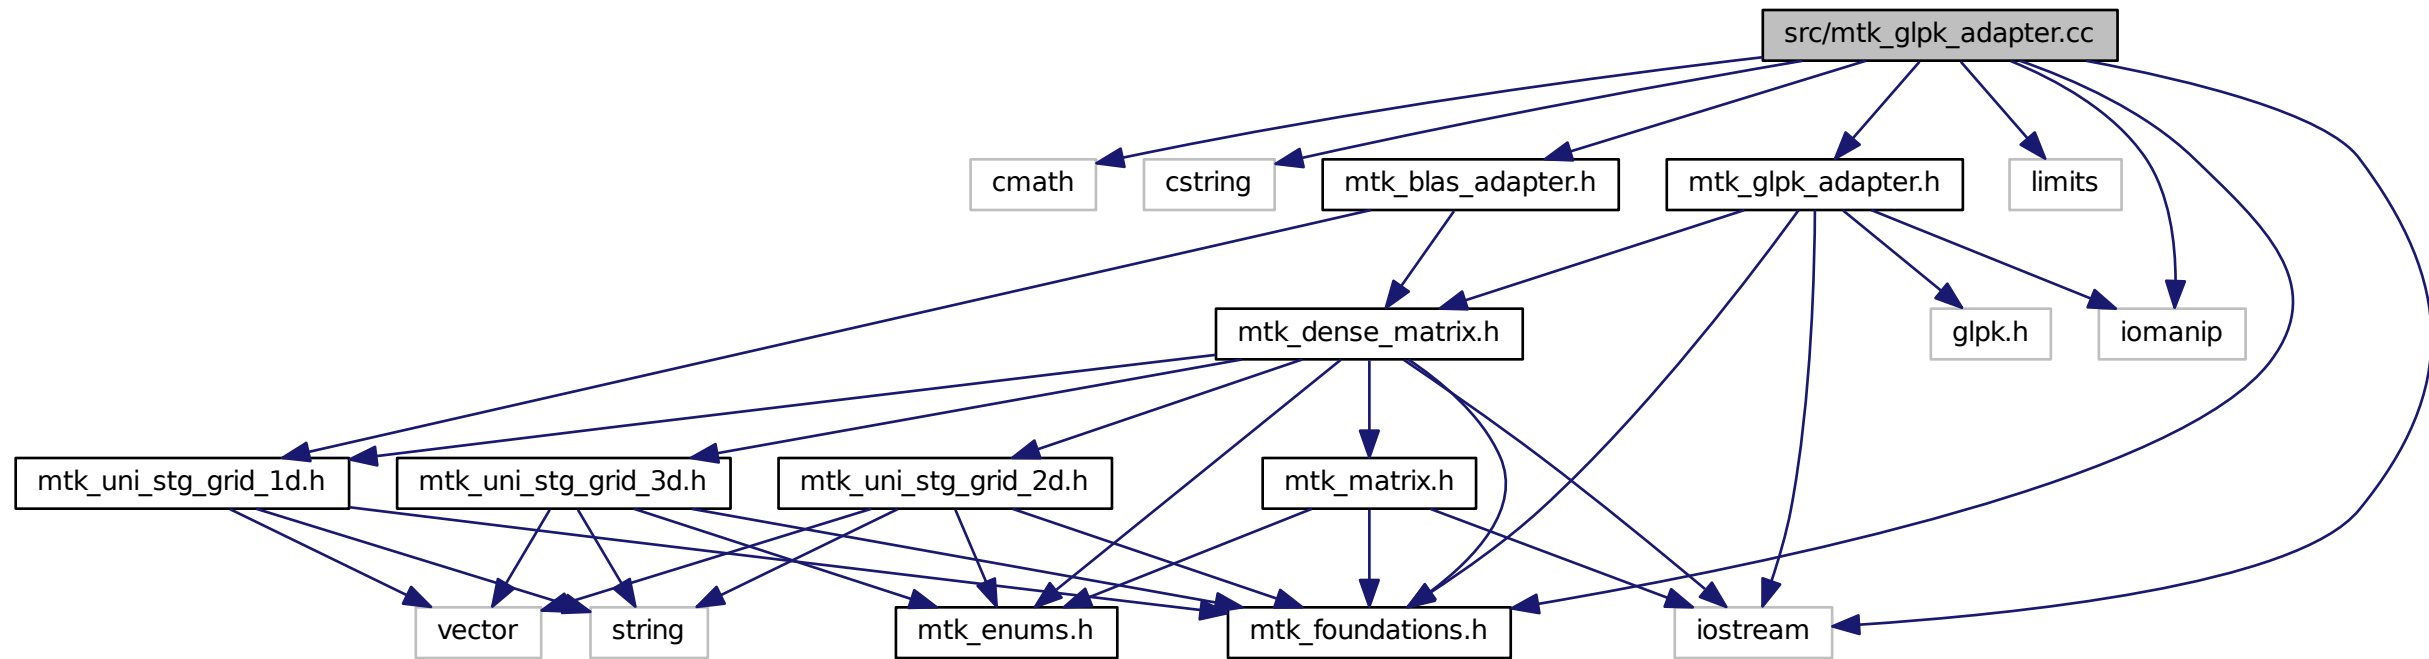 src/mtk_glpk_adapter.cc
cmath
cstring
mtk_blas_adapter.h
mtk_glpk_adapter.h
limits
mtk_dense_matrix.h
glpk.h
iomanip
mtk_uni_stg_grid_1d.h
mtk_uni_stg_grid_3d.h
mtk_uni_stg_grid_2d.h
mtk_matrix.h
vector
string
mtk_enums.h
mtk_foundations.h
iostream